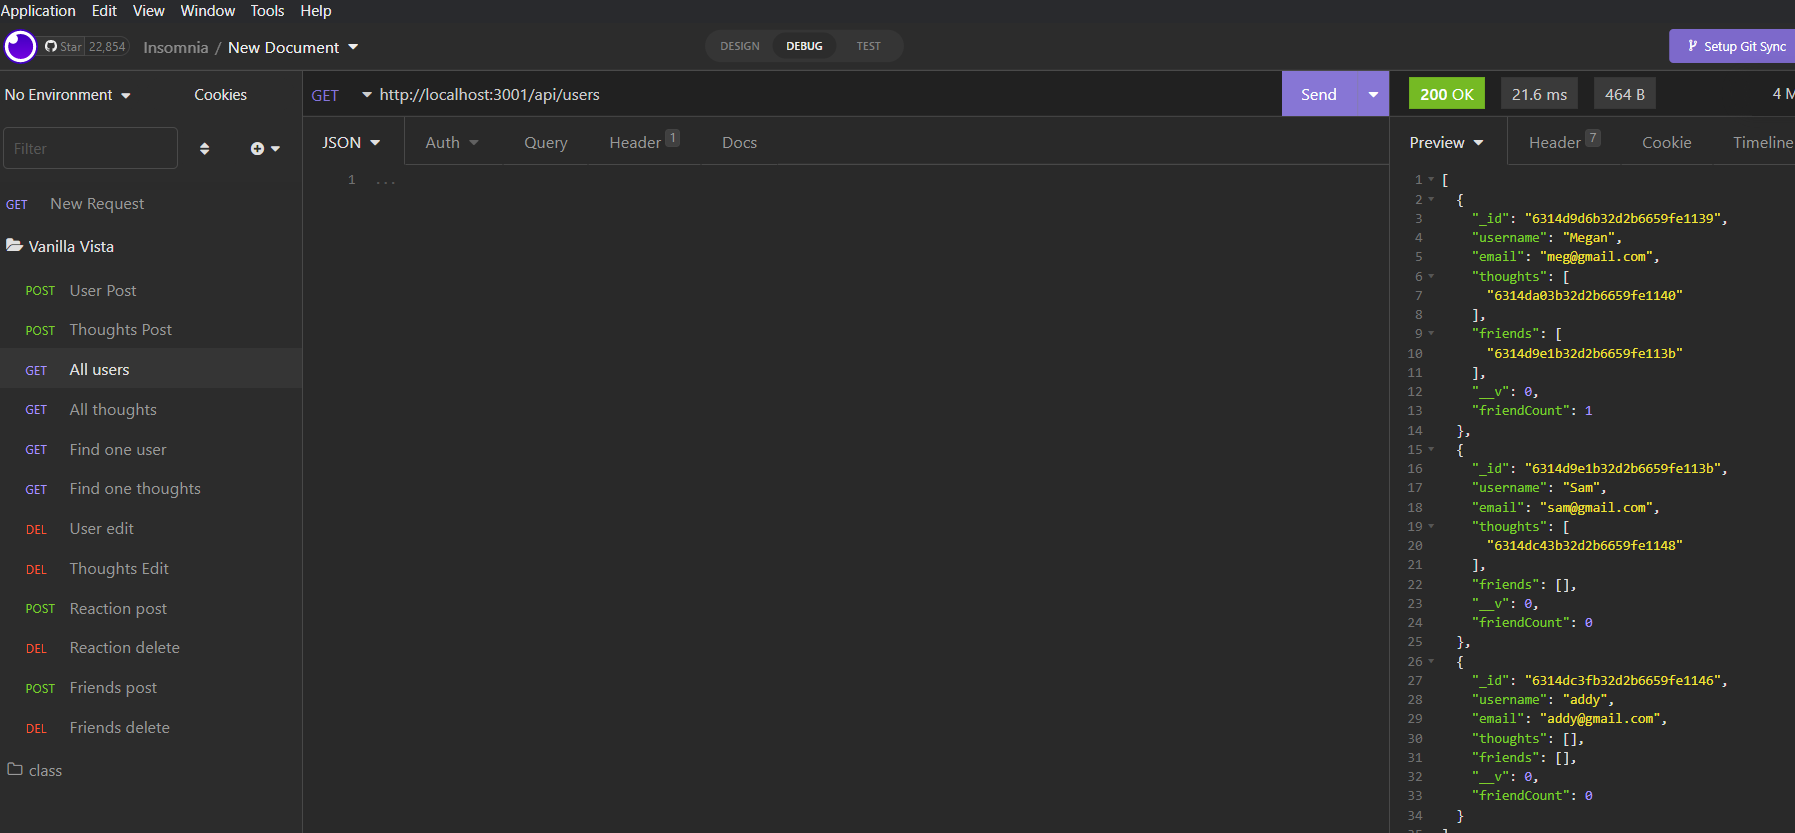 Application Edit View Window Tools Help
Star 22,854 Insomnia / New Document DESIGN DEBUG TEST Setup Git Sync
No Environment Cookies
GET http://localhost:3001/api/users Send 200 OK 21.6 ms 464 B 4 M
Filter
JSON Auth Query Header 1 Docs
Preview Header 7 Cookie Timeline
1 ...
GET New Request
Vanilla Vista
POST User Post
POST Thoughts Post
GET All users
GET All thoughts
GET Find one user
GET Find one thoughts
DEL User edit
DEL Thoughts Edit
POST Reaction post
DEL Reaction delete
POST Friends post
DEL Friends delete
class
1 [
2 {
3 "_id": "6314d9d6b32d2b6659fe1139",
4 "username": "Megan",
5 "email": "meg@gmail.com",
6 "thoughts": [
7 "6314da03b32d2b6659fe1140"
8 ],
9 "friends": [
10 "6314d9e1b32d2b6659fe113b"
11 ],
12 "__v": 0,
13 "friendCount": 1
14 },
15 {
16 "_id": "6314d9e1b32d2b6659fe113b",
17 "username": "Sam",
18 "email": "sam@gmail.com",
19 "thoughts": [
20 "6314dc43b32d2b6659fe1148"
21 ],
22 "friends": [],
23 "__v": 0,
24 "friendCount": 0
25 },
26 {
27 "_id": "6314dc3fb32d2b6659fe1146",
28 "username": "addy",
29 "email": "addy@gmail.com",
30 "thoughts": [],
31 "friends": [],
32 "__v": 0,
33 "friendCount": 0
34 }